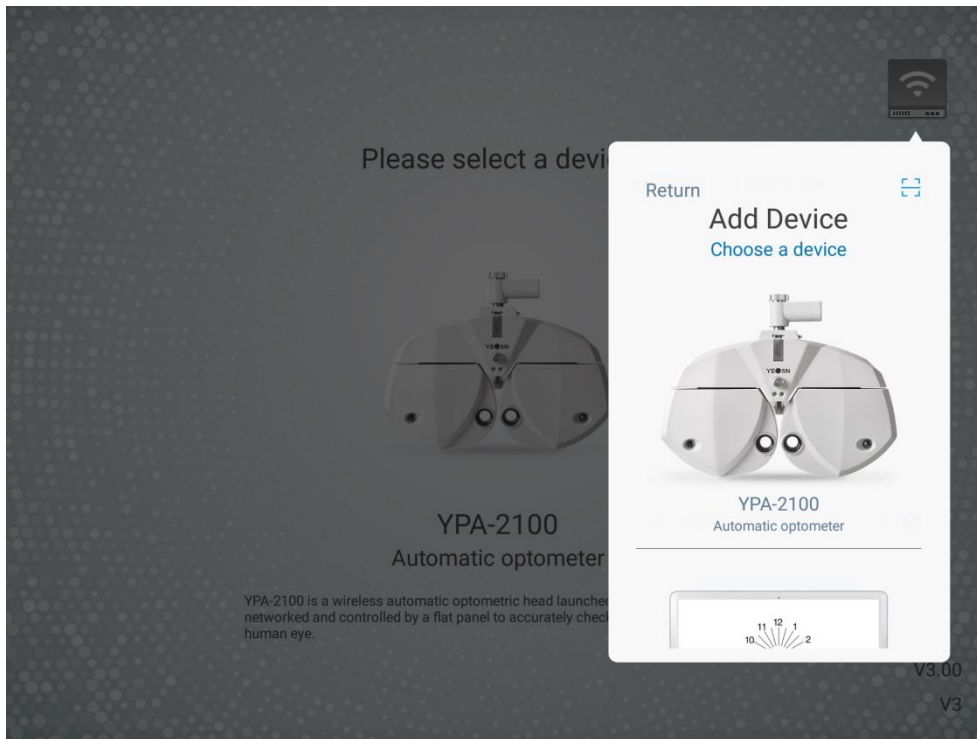 Please select a devi
YEOSN
YPA-2100
Automatic optometer
YPA-2100 is a wireless automatic optometric head launched
networked and controlled by a flat panel to accurately check
human eye.
Return
Add Device
Choose a device
YEOSN
YPA-2100
Automatic optometer
11 12 1
10 2
V3.00
V3